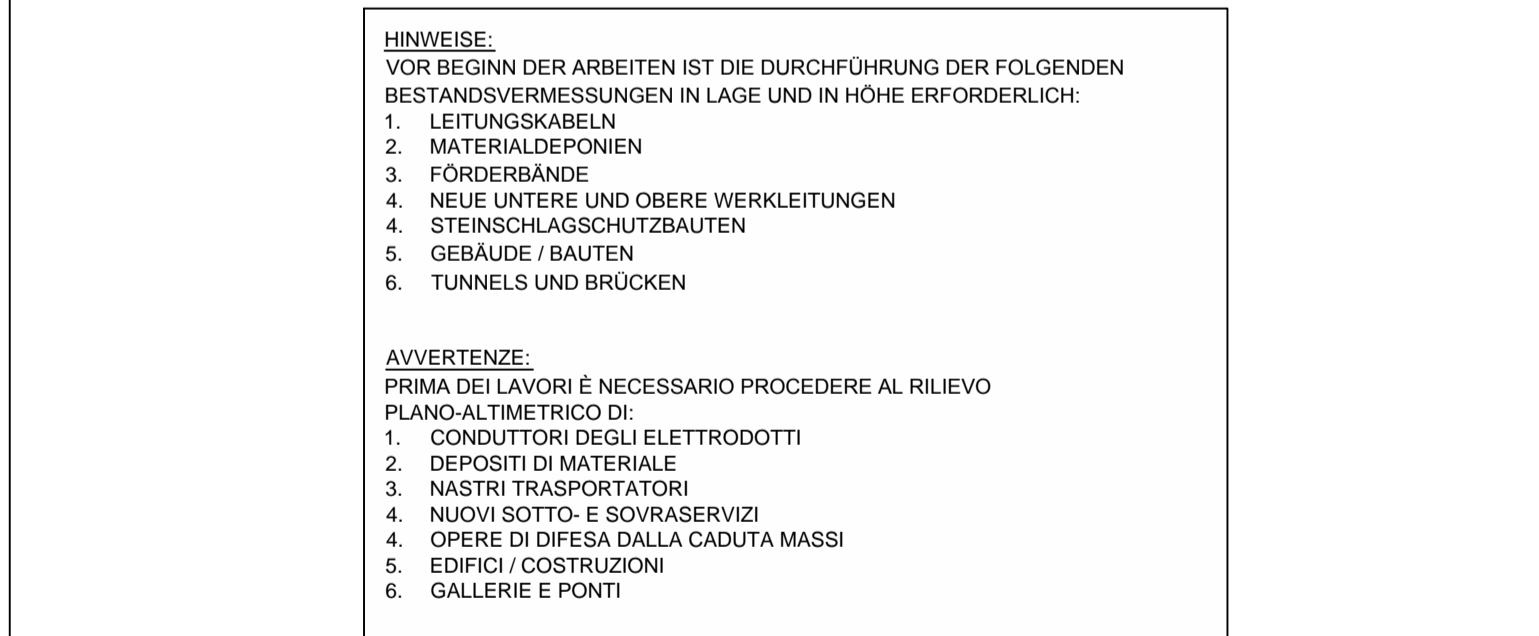 HINWEISE:
VOR BEGINN DER ARBEITEN IST DIE DURCHFÜHRUNG DER FOLGENDEN
BESTANDSVERMESSUNGEN IN LAGE UND IN HÖHE ERFORDERLICH:
1. LEITUNGSKABELN
2. MATERIALDEPONIEN
3. FÖRDERBÄNDE
4. NEUE UNTERE UND OBERE WERKLEITUNGEN
4. STEINSCHLAGSCHUTZBAUTEN
5. GEBÄUDE / BAUTEN
6. TUNNELS UND BRÜCKEN
AVVERTENZE:
PRIMA DEI LAVORI È NECESSARIO PROCEDERE AL RILIEVO
PLANO-ALTIMETRICO DI:
1. CONDUTTORI DEGLI ELETTRODOTTI
2. DEPOSITI DI MATERIALE
3. NASTRI TRASPORTATORI
4. NUOVI SOTTO- E SOVRASERVIZI
4. OPERE DI DIFESA DALLA CADUTA MASSI
5. EDIFICI / COSTRUZIONI
6. GALLERIE E PONTI